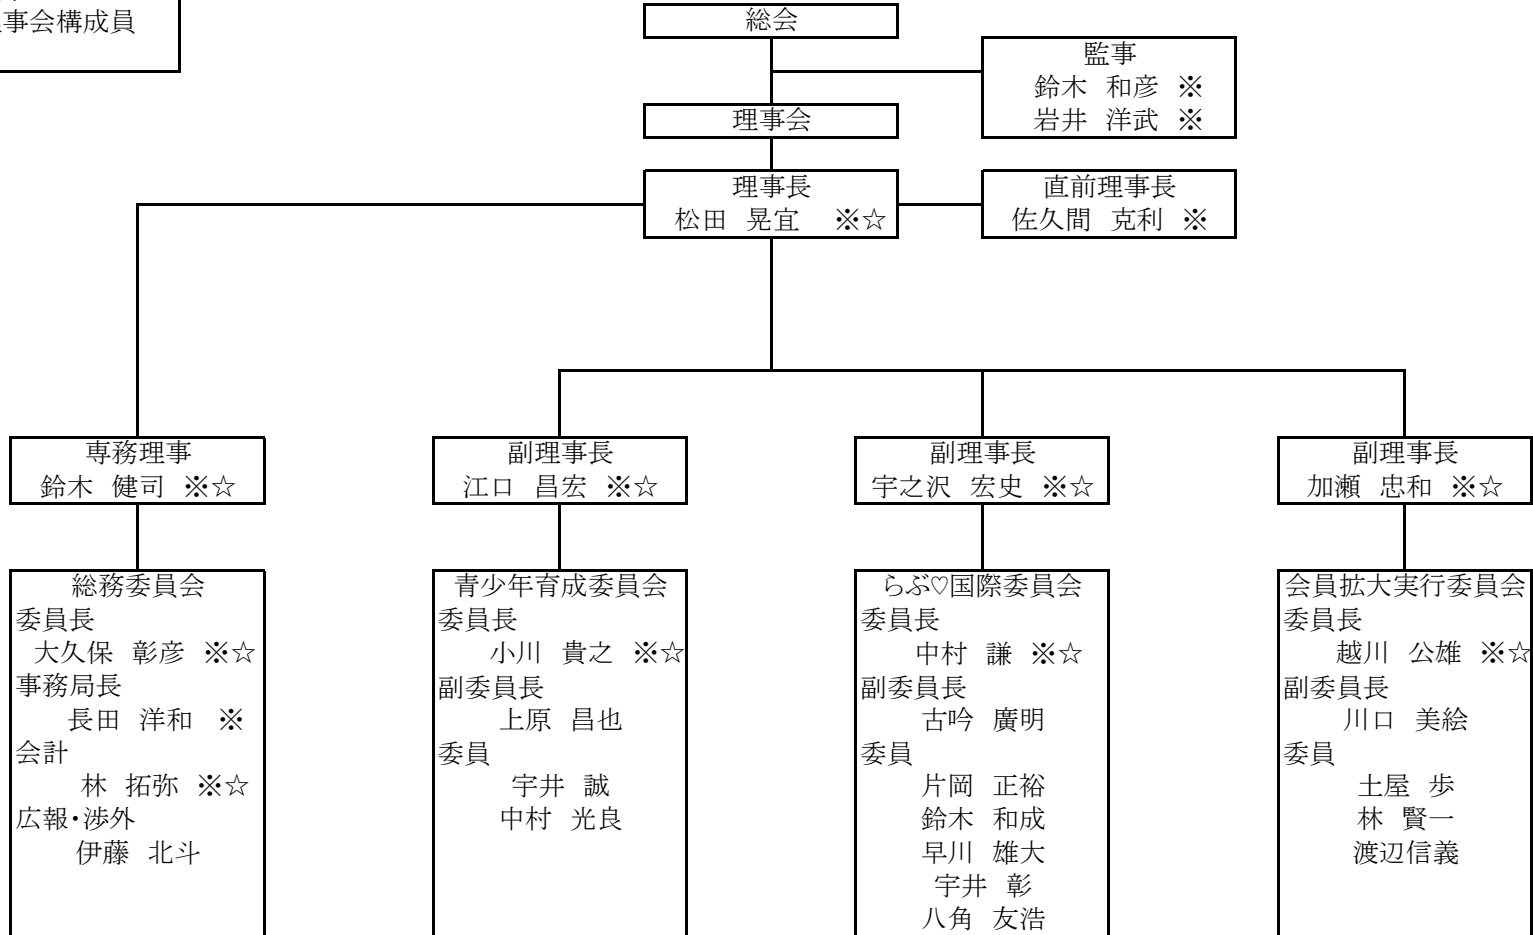 事会構成員
総会
監事
鈴木 和彦 ※
岩井 洋武 ※
理事会
理事長
松田 晃宜 ※☆
直前理事長
佐久間 克利 ※
専務理事
鈴木 健司 ※☆
副理事長
江口 昌宏 ※☆
副理事長
宇之沢 宏史 ※☆
副理事長
加瀬 忠和 ※☆
総務委員会
委員長
大久保 彰彦 ※☆
事務局長
長田 洋和 ※
会計
林 拓弥 ※☆
広報・渉外
伊藤 北斗
青少年育成委員会
委員長
小川 貴之 ※☆
副委員長
上原 昌也
委員
宇井 誠
中村 光良
らぶ♡国際委員会
委員長
中村 謙 ※☆
副委員長
古吟 廣明
委員
片岡 正裕
鈴木 和成
早川 雄大
宇井 彰
八角 友浩
会員拡大実行委員会
委員長
越川 公雄 ※☆
副委員長
川口 美絵
委員
土屋 歩
林 賢一
渡辺信義